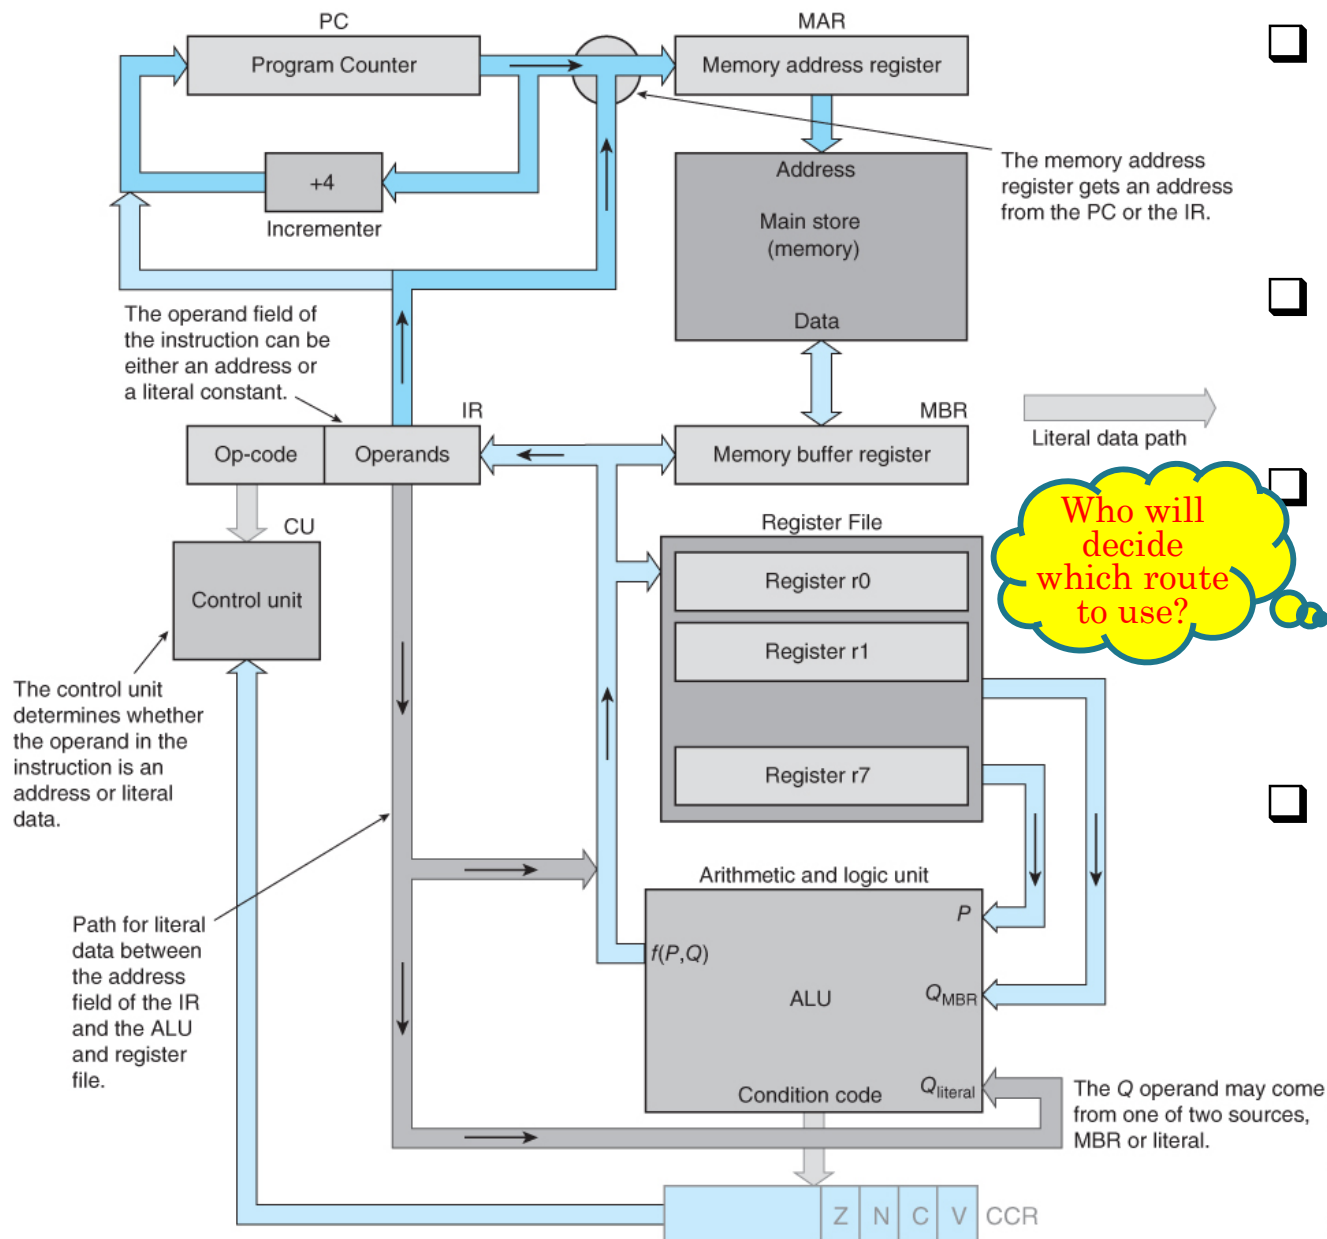 PC
MAR
Program Counter
Memory address register
+4
Incrementer
Address
Main store
(memory)
Data
The memory address
register gets an address
from the PC or the IR.
The operand field of
the instruction can be
either an address or
a literal constant.
IR
MBR
Op-code
Operands
Memory buffer register
Literal data path
CU
Control unit
Register File
Register r0
Register r1
Register r7
Who will
decide
which route
to use?
The control unit
determines whether
the operand in the
instruction is an
address or literal
data.
Arithmetic and logic unit
P
f(P,Q)
ALU
QMBR
Qliteral
Condition code
Path for literal
data between
the address
field of the IR
and the ALU
and register
file.
The Q operand may come
from one of two sources,
MBR or literal.
Z N C V CCR